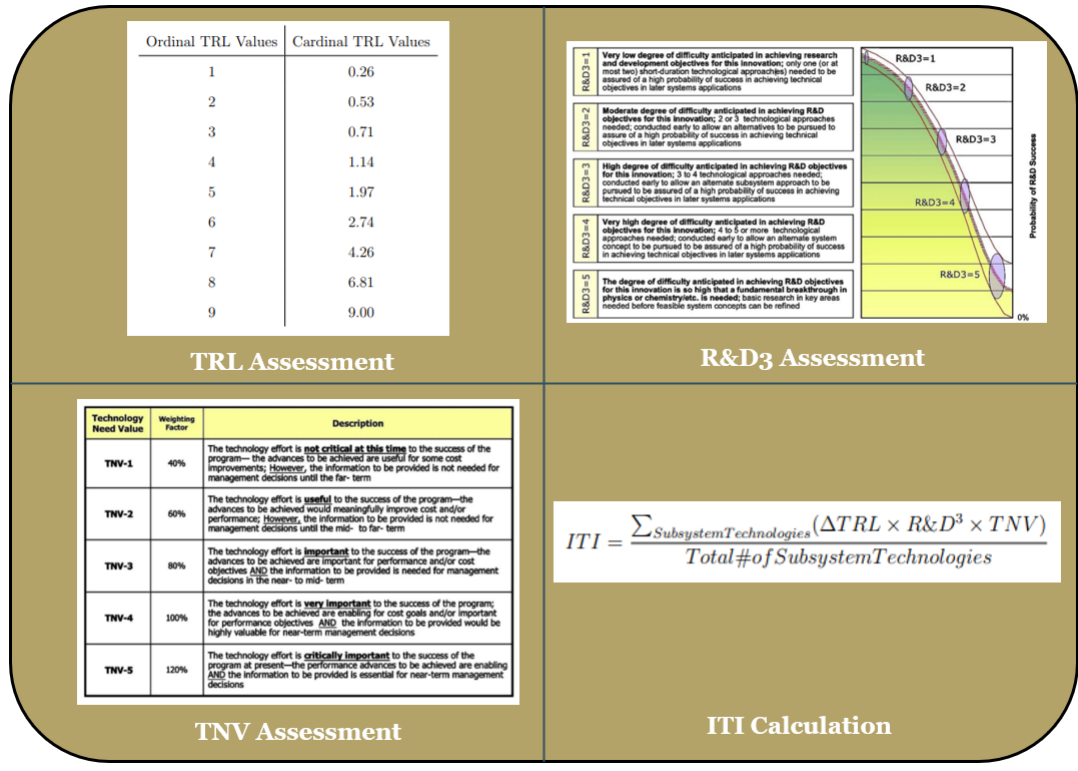 Ordinal TRL Values Cardinal TRL Values
1 0.26
2 0.53
3 0.71
4 1.14
5 1.97
6 2.74
7 4.26
8 6.81
9 9.00
TRL Assessment
R&D3=1
Very low degree of difficulty anticipated in achieving research
and development objectives for this innovation; only one (or at
most two) short-duration technological approaches) needed to be
assured of a high probability of success in achieving technical
objectives in later systems applications
R&D3=2
Moderate degree of difficulty anticipated in achieving R&D
objectives for this innovation; 2 or 3 technological approaches
needed; conducted early to allow an alternatives to be pursued to
assure of a high probability of success in achieving technical
objectives in later systems applications
R&D3=3
High degree of difficulty anticipated in achieving R&D objectives
for this innovation; 3 to 4 technological approaches needed;
conducted early to allow an alternate subsystem approach to be
pursued to be assured of a high probability of success in achieving
technical objectives in later systems applications
R&D3=4
Very high degree of difficulty anticipated in achieving R&D
objectives for this innovation; 4 to 5 or more technological
approaches needed; conducted early to allow an alternate system
concept to be pursued to be assured of a high probability of success
in achieving technical objectives in later systems applications
R&D3=5
The degree of difficulty anticipated in achieving R&D objectives
for this innovation is so high that a fundamental breakthrough in
physics or chemistry/etc. is needed; basic research in key areas
needed before feasible system concepts can be refined
R&D3=1
R&D3=2
R&D3=3
R&D3=4
R&D3=5
Probability of R&D Success
0%
R&D3 Assessment
Technology Need Value Weighting Factor Description
TNV-1 40%
The technology effort is not critical at this time to the success of the
program— the advances to be achieved are useful for some cost
improvements; However, the information to be provided is not needed for
management decisions until the far- term
TNV-2 60%
The technology effort is useful to the success of the program—the
advances to be achieved would meaningfully improve cost and/or
performance; However, the information to be provided is not needed for
management decisions until the mid- to far- term
TNV-3 80%
The technology effort is important to the success of the program—the
advances to be achieved are important for performance and/or cost
objectives AND the information to be provided is needed for management
decisions in the near- to mid- term
TNV-4 100%
The technology effort is very important to the success of the program;
the advances to be achieved are enabling for cost goals and/or important
for performance objectives AND the information to be provided would be
highly valuable for near-term management decisions
TNV-5 120%
The technology effort is critically important to the success of the
program at present—the performance advances to be achieved are enabling
AND the information to be provided is essential for near-term management
decisions
TNV Assessment
ITI = ∑SubsystemTechnologies(ΔTRL × R&D³ × TNV)
Total#ofSubsystemTechnologies
ITI Calculation